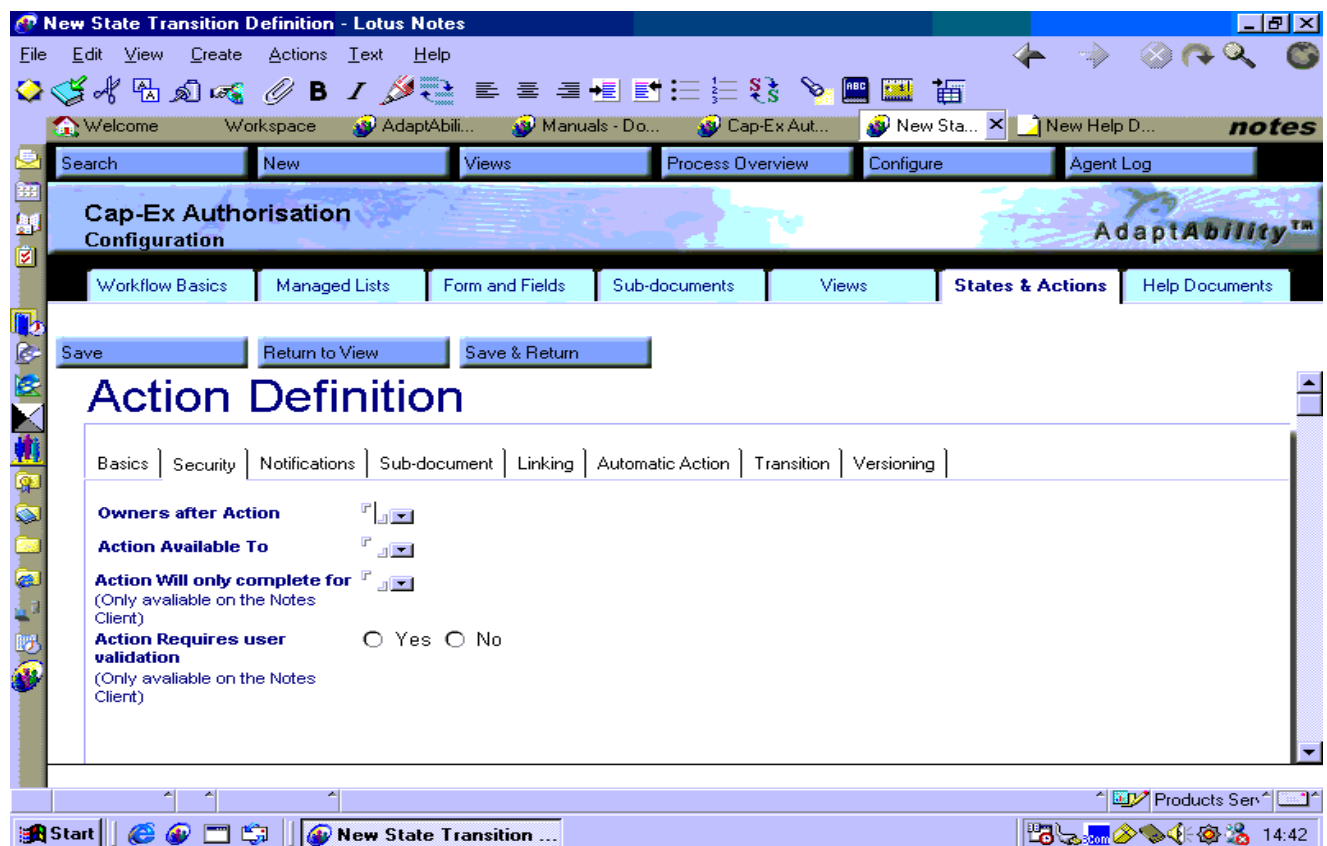 New State Transition Definition - Lotus Notes
File Edit View Create Actions Text Help
Welcome Workspace AdaptAbili... Manuals - Do... Cap-Ex Aut... New Sta... New Help D... notes
Search New Views Process Overview Configure Agent Log
Cap-Ex Authorisation
Configuration
AdaptAbility™
Workflow Basics Managed Lists Form and Fields Sub-documents Views States & Actions Help Documents
Save Return to View Save & Return
Action Definition
Basics Security Notifications Sub-document Linking Automatic Action Transition Versioning
Owners after Action
Action Available To
Action Will only complete for
(Only avaliable on the Notes
Client)
Action Requires user
validation
Yes No
(Only avaliable on the Notes
Client)
Products Serv
Start New State Transition ... 14:42